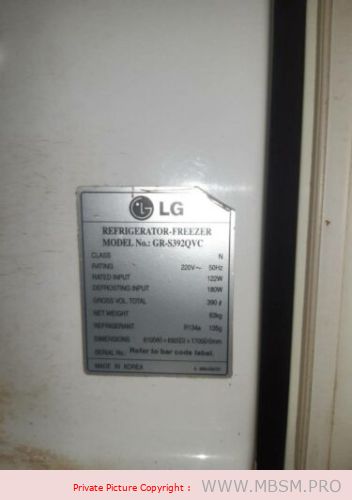 LG
REFRIGERATOR-FREEZER
MODEL No.: GR-S392QVC
CLASS N
RATING 220V~ 50Hz
RATED INPUT 122W
DEFROSTING INPUT 180W
GROSS VOL. TOTAL 390ℓ
NET WEIGHT 63kg
REFRIGERANT R134a 135g
DIMENSIONS
SERIAL No. Refer to bar code label.
MADE IN KOREA
Private Picture Copyright : WWW.MBSM.PRO